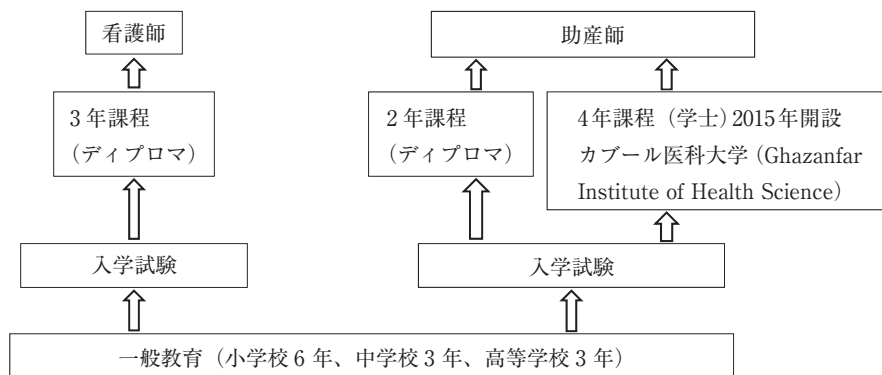 看護師
助産師
3年課程
（ディプロマ）
2年課程
（ディプロマ）
4年課程（学士）2015年開設
カブール医科大学（Ghazanfar
Institute of Health Science）
入学試験
入学試験
一般教育（小学校6年、中学校3年、高等学校3年）